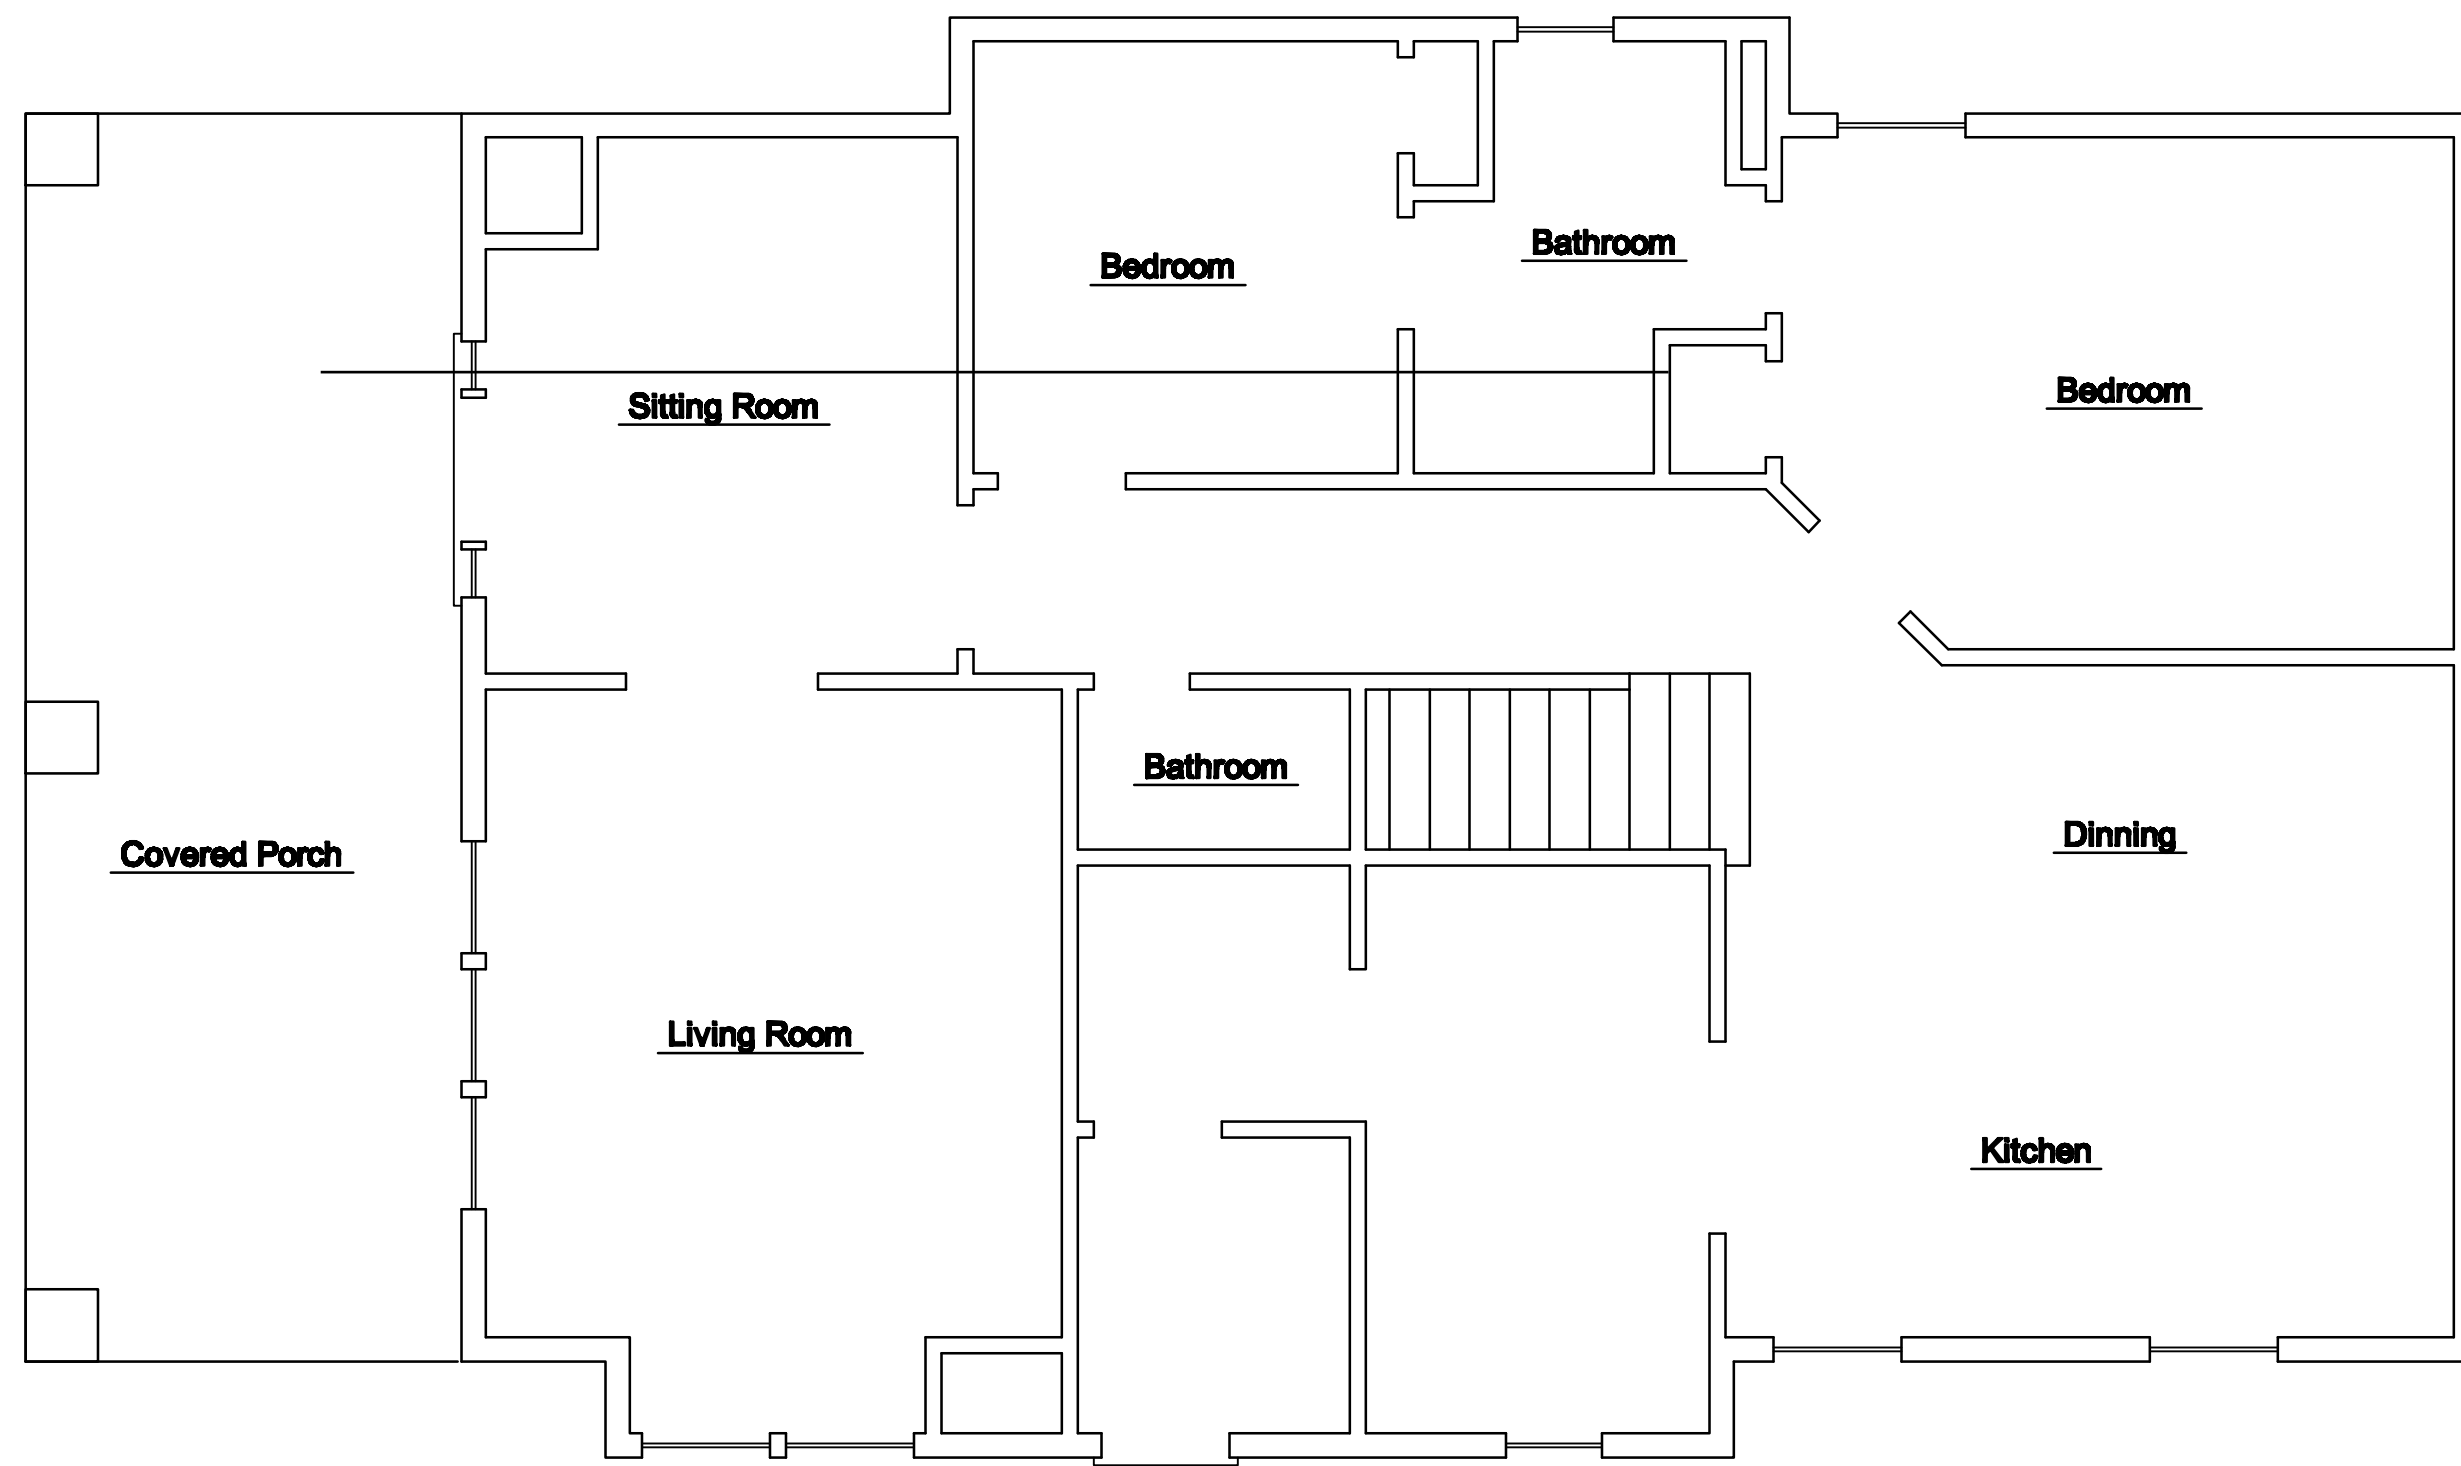 Bathroom
Bedroom
Bedroom
Sitting Room
Bathroom
Dinning
Covered Porch
Living Room
Kitchen